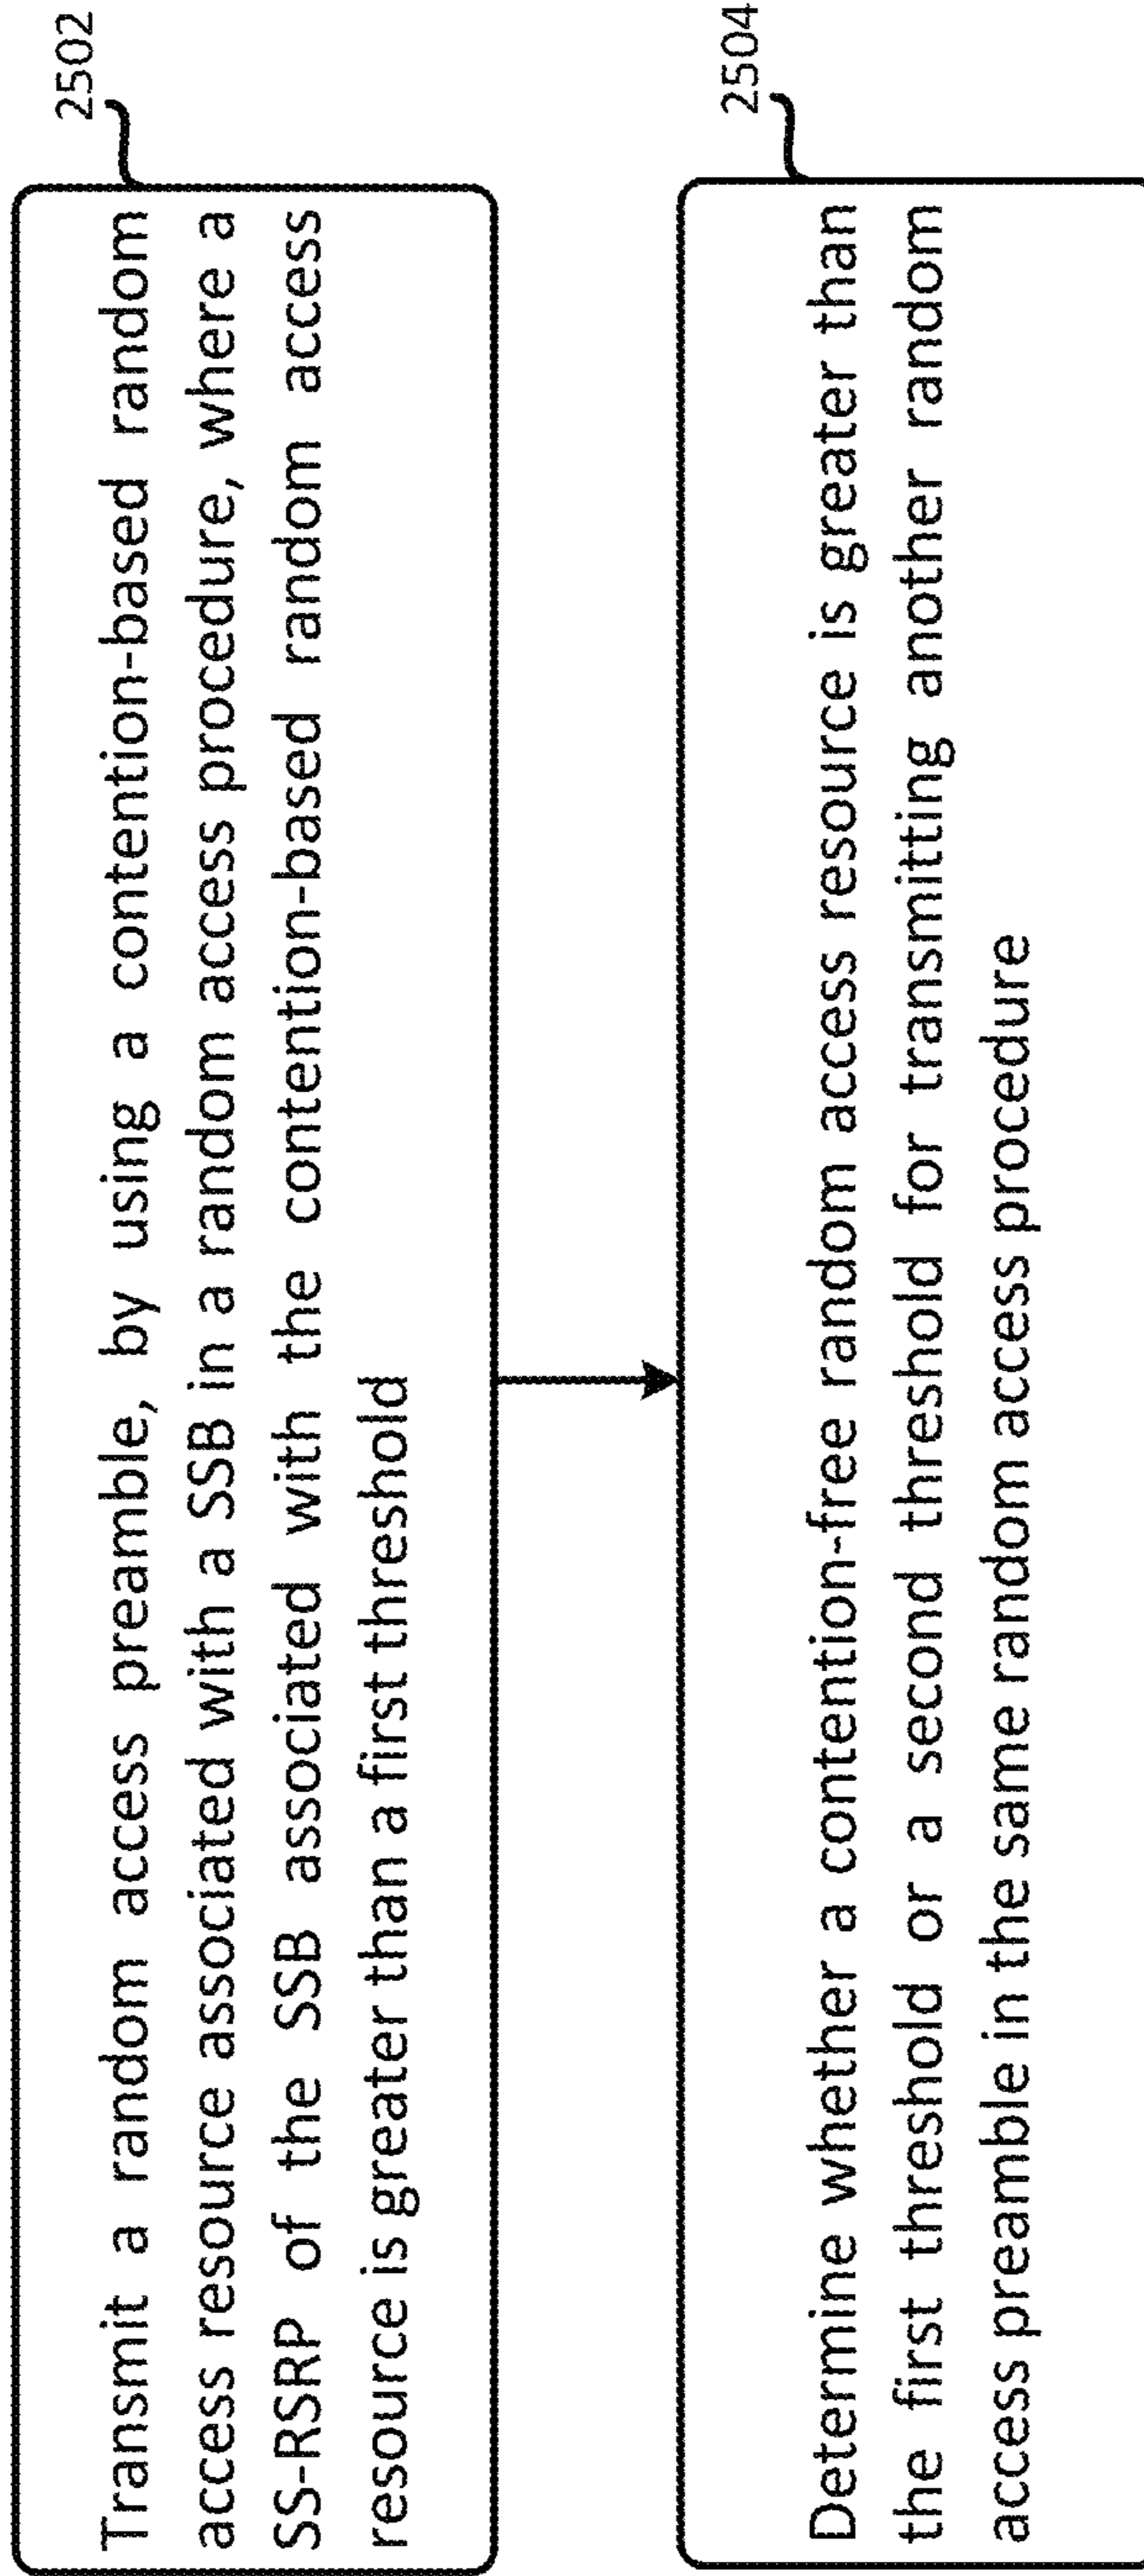 2502
Transmit a random access preamble, by using a contention-based random
access resource associated with a SSB in a random access procedure, where a
SS-RSRP of the SSB associated with the contention-based random access
resource is greater than a first threshold
2504
Determine whether a contention-free random access resource is greater than
the first threshold or a second threshold for transmitting another random
access preamble in the same random access procedure